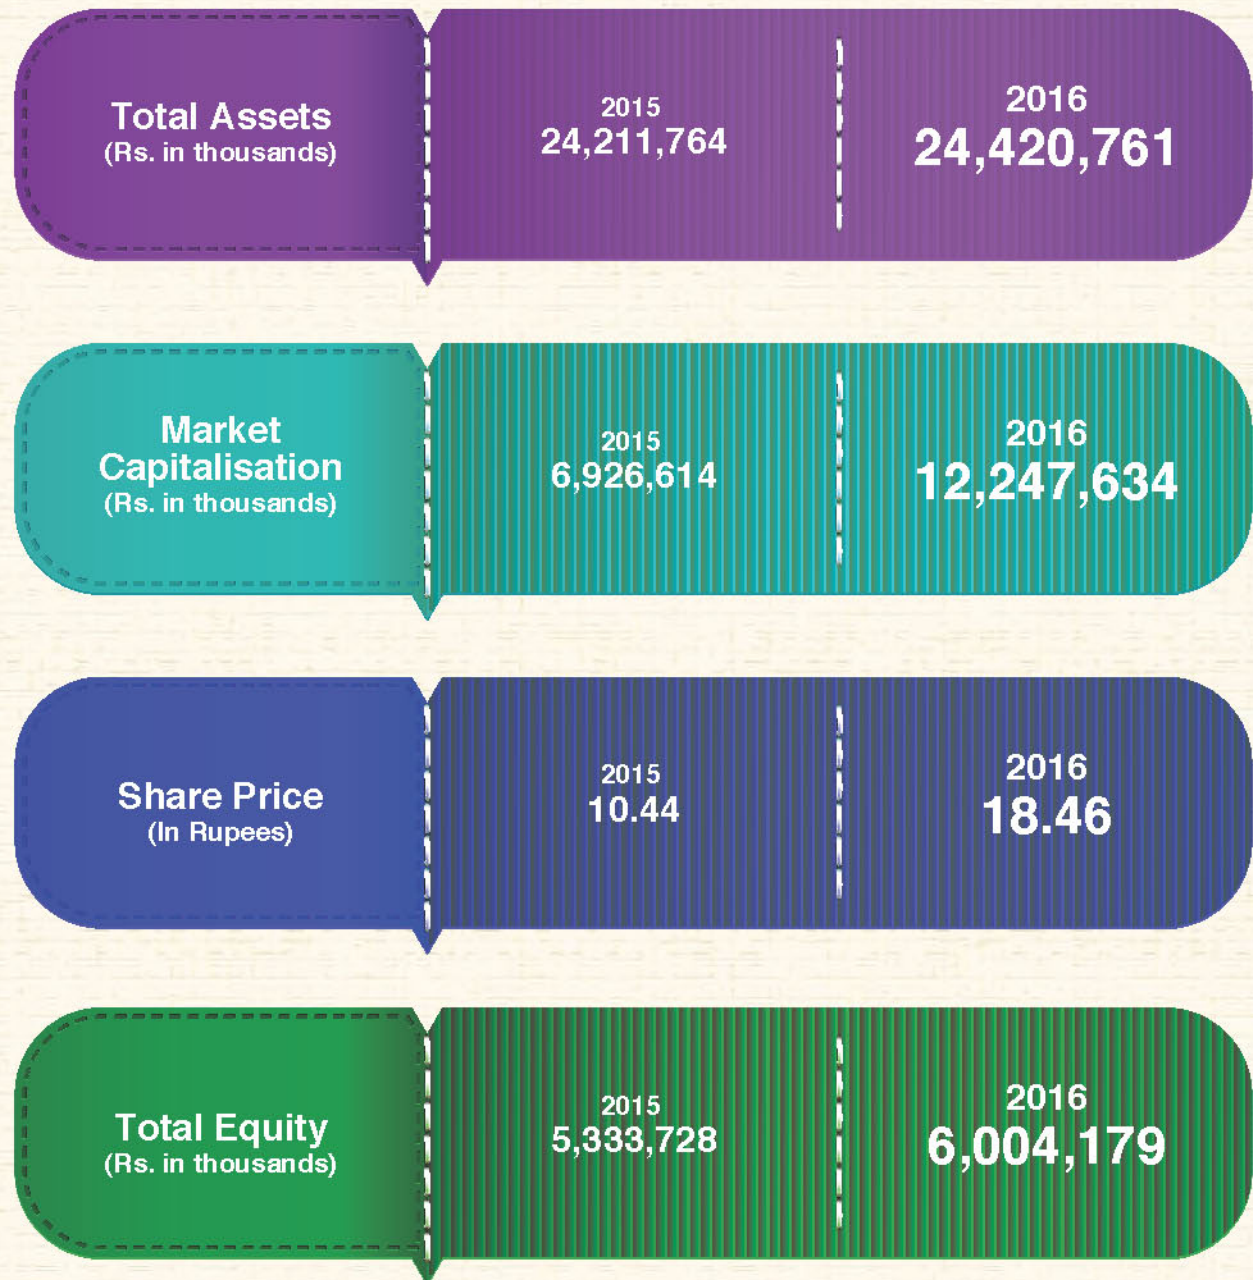 Total Assets
(Rs. in thousands)
2015
24,211,764
2016
24,420,761
Market
Capitalisation
(Rs. in thousands)
2015
6,926,614
2016
12,247,634
Share Price
(In Rupees)
2015
10.44
2016
18.46
Total Equity
(Rs. in thousands)
2015
5,333,728
2016
6,004,179